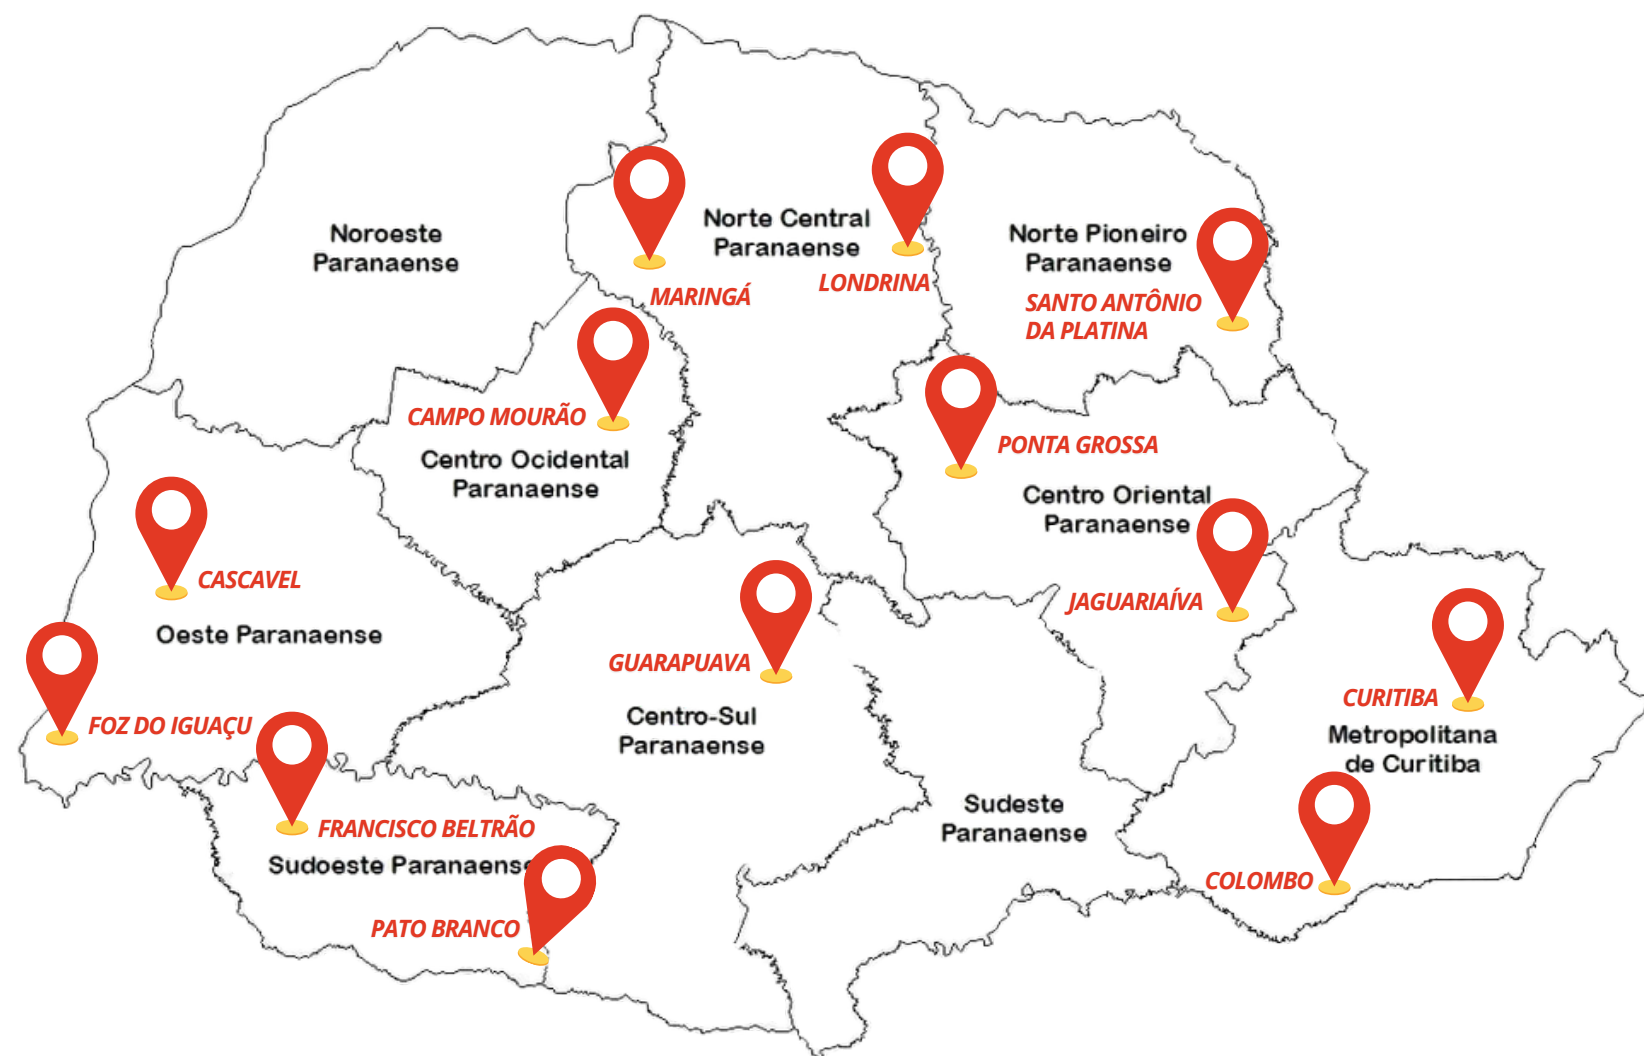 Noroeste
Paranaense
Norte Central
Paranaense
MARINGÁ
LONDRINA
Norte Pioneiro
Paranaense
SANTO ANTÔNIO
DA PLATINA
CAMPO MOURÃO
Centro Ocidental
Paranaense
PONTA GROSSA
Centro Oriental
Paranaense
JAGUARIAÍVA
CASCAVEL
Oeste Paranaense
FOZ DO IGUAÇU
GUARAPUAVA
Centro-Sul
Paranaense
CURITIBA
Metropolitana
de Curitiba
FRANCISCO BELTRÃO
Sudoeste Paranaense
Sudeste
Paranaense
PATO BRANCO
COLOMBO